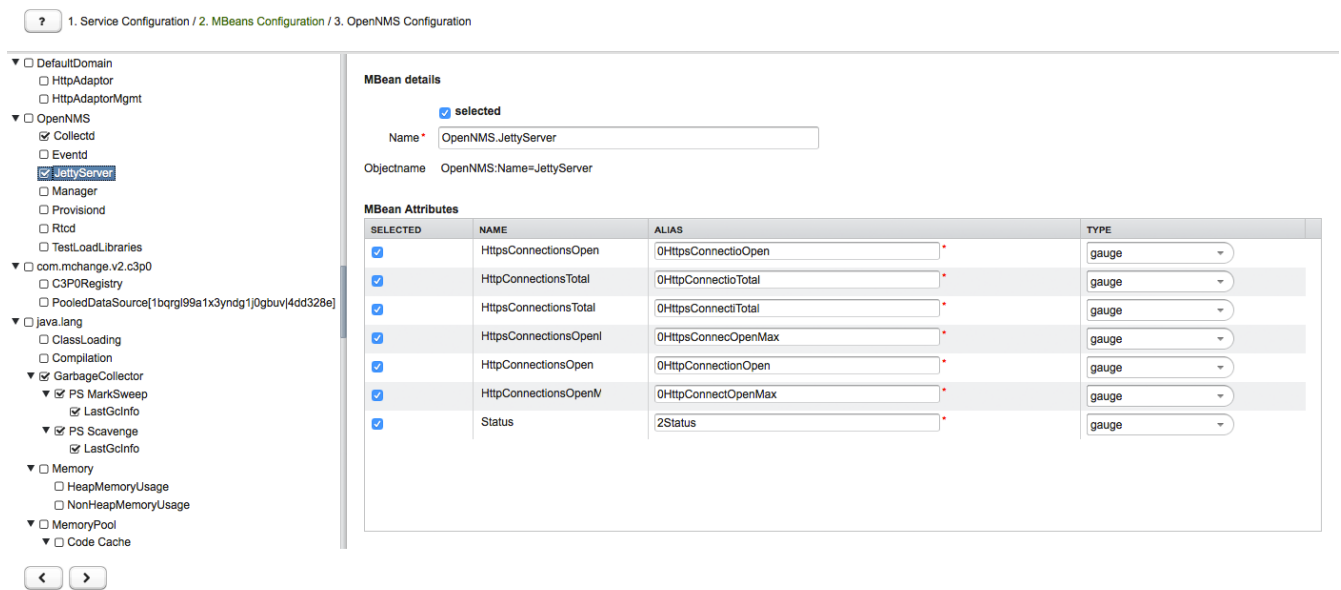 ? 1. Service Configuration / 2. MBeans Configuration / 3. OpenNMS Configuration
DefaultDomain
HttpAdaptor
HttpAdaptorMgmt
OpenNMS
Collectd
Eventd
JettyServer
Manager
Provisiond
Rtcd
TestLoadLibraries
com.mchange.v2.c3p0
C3P0Registry
PooledDataSource[1bqrgl99a1x3yndg1j0gbuv|4dd328e]
java.lang
ClassLoading
Compilation
GarbageCollector
PS MarkSweep
LastGcInfo
PS Scavenge
LastGcInfo
Memory
HeapMemoryUsage
NonHeapMemoryUsage
MemoryPool
Code Cache
MBean details
selected
Name * OpenNMS.JettyServer
Objectname OpenNMS:Name=JettyServer
MBean Attributes
SELECTED NAME ALIAS TYPE
HttpsConnectionsOpen 0HttpsConnectioOpen * gauge
HttpConnectionsTotal 0HttpConnectioTotal * gauge
HttpsConnectionsTotal 0HttpsConnectiTotal * gauge
HttpsConnectionsOpenI 0HttpsConnecOpenMax * gauge
HttpConnectionsOpen 0HttpConnectionOpen * gauge
HttpConnectionsOpenM 0HttpConnectOpenMax * gauge
Status 2Status * gauge